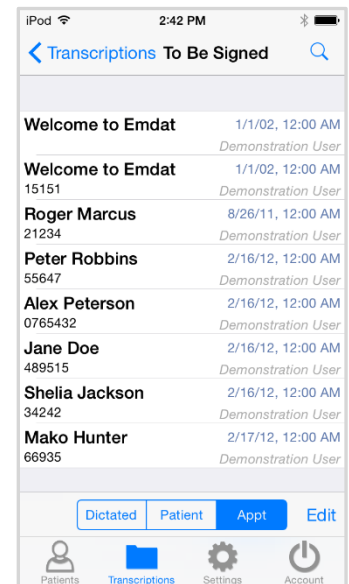 iPod 2:42 PM
Transcriptions To Be Signed
Welcome to Emdat 1/1/02, 12:00 AM
Demonstration User
Welcome to Emdat 1/1/02, 12:00 AM
15151 Demonstration User
Roger Marcus 8/26/11, 12:00 AM
21234 Demonstration User
Peter Robbins 2/16/12, 12:00 AM
55647 Demonstration User
Alex Peterson 2/16/12, 12:00 AM
0765432 Demonstration User
Jane Doe 2/16/12, 12:00 AM
489515 Demonstration User
Shelia Jackson 2/16/12, 12:00 AM
34242 Demonstration User
Mako Hunter 2/17/12, 12:00 AM
66935 Demonstration User
Dictated Patient Appt Edit
Patients Transcriptions Settings Account